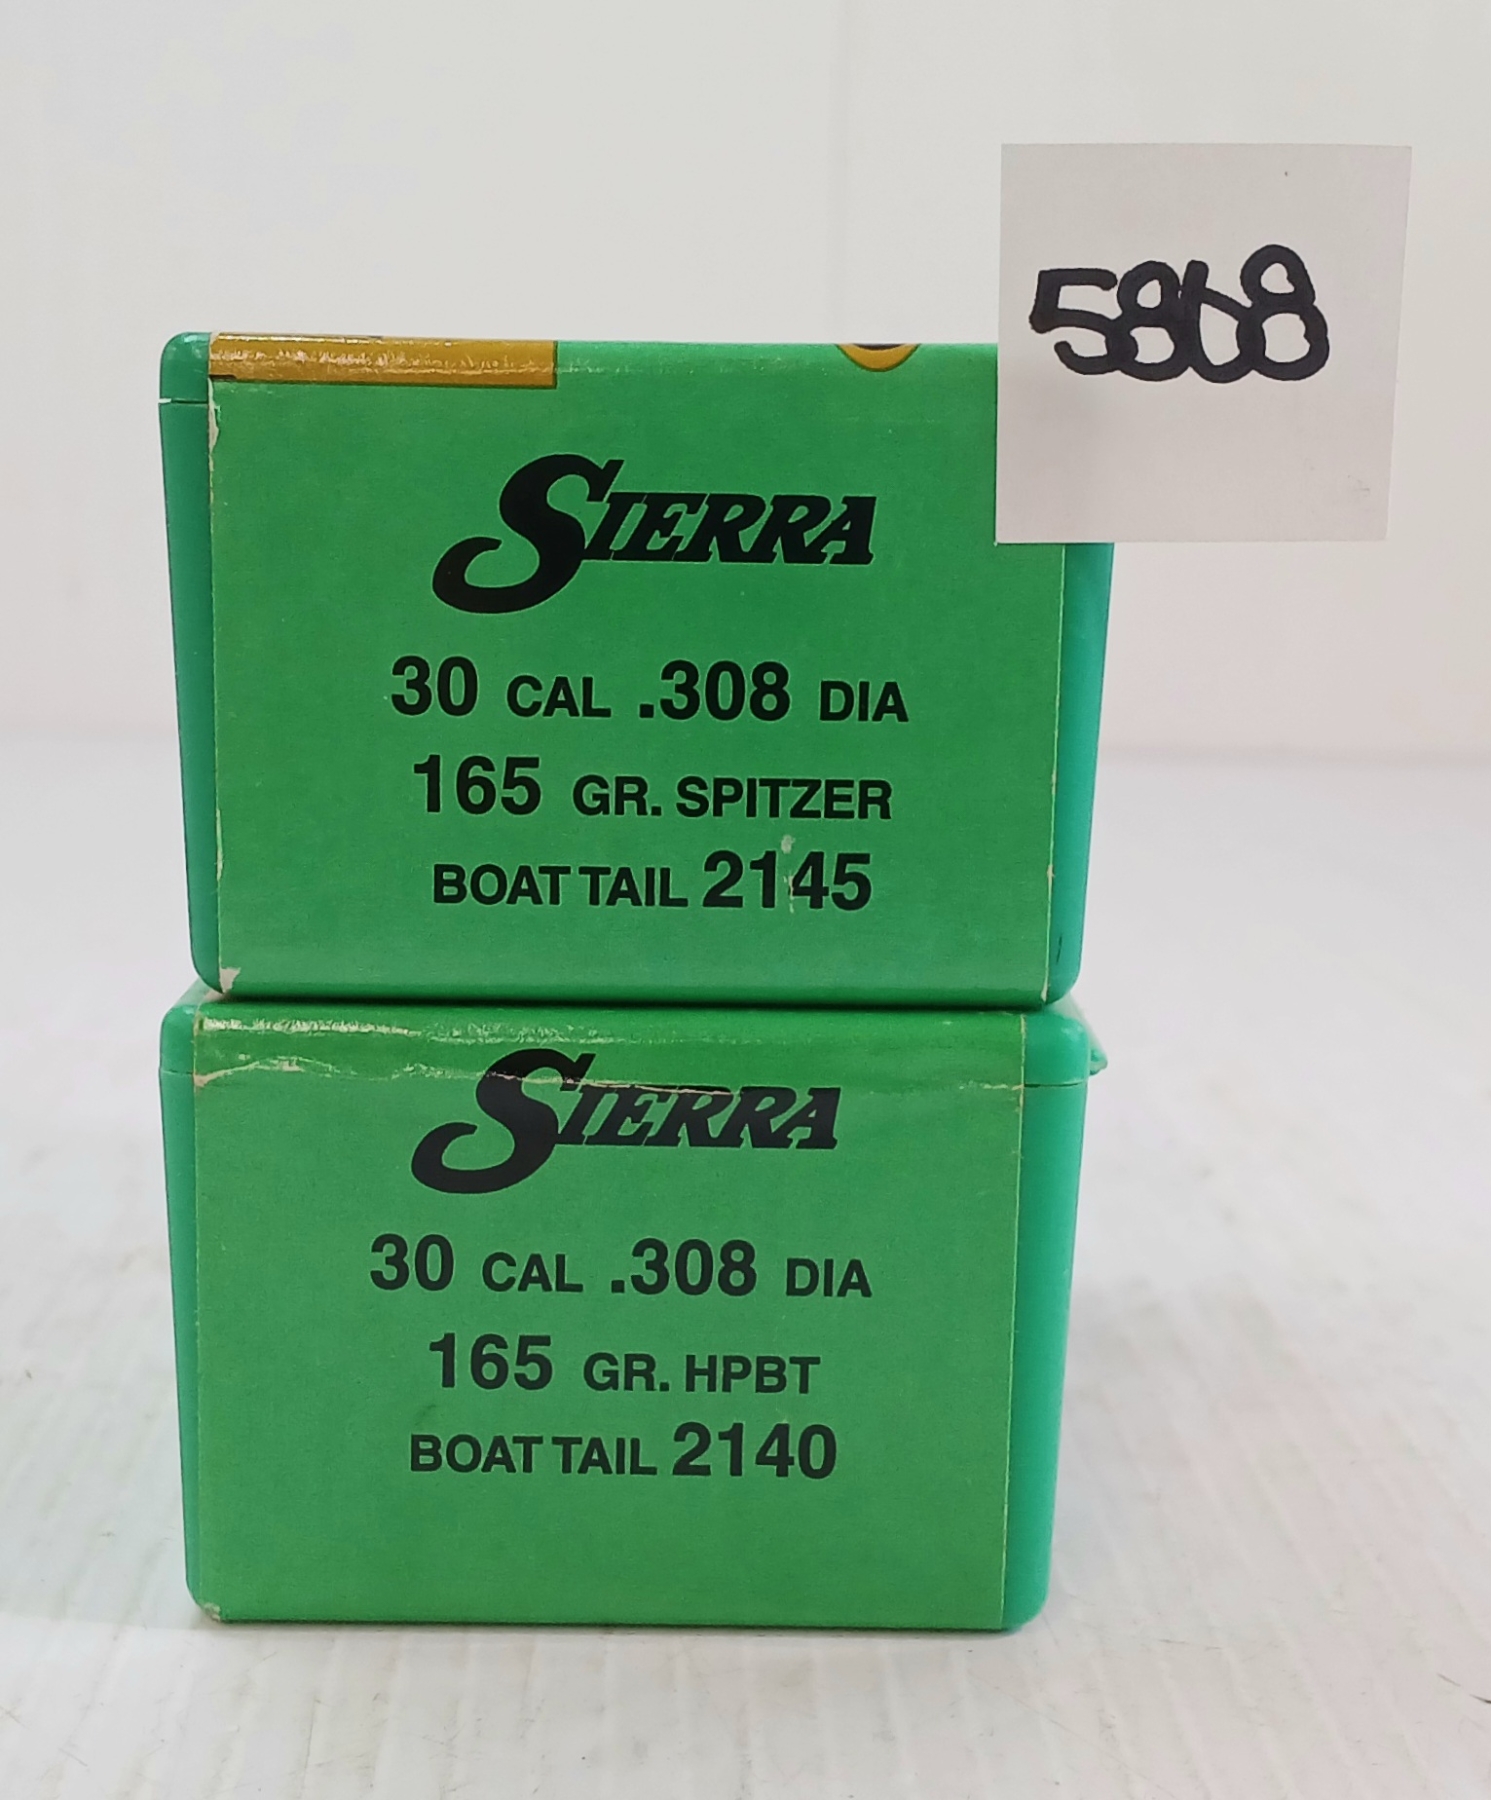 5868
SIERRA
30 CAL .308 DIA
165 GR. SPITZER
BOAT TAIL 2145
SIERRA
30 CAL .308 DIA
165 GR. HPBT
BOAT TAIL 2140